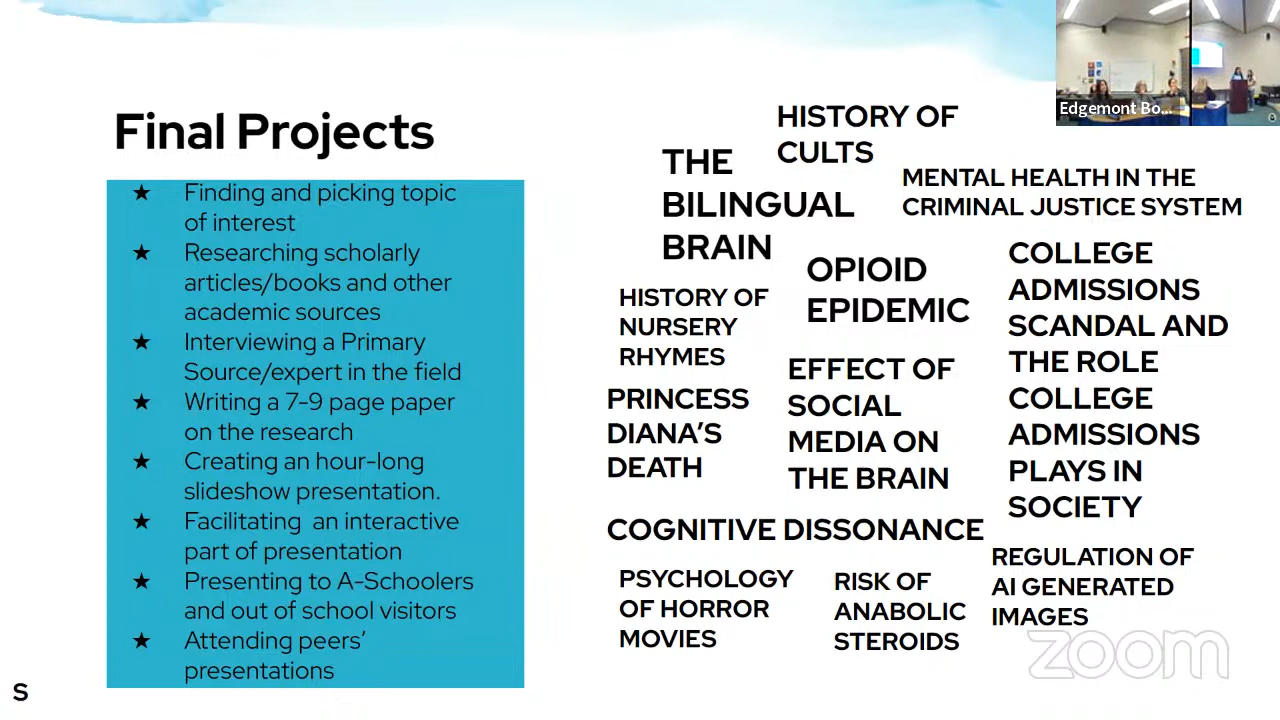 Edgemont Bo...
Final Projects
★ Finding and picking topic
of interest
★ Researching scholarly
articles/books and other
academic sources
★ Interviewing a Primary
Source/expert in the field
★ Writing a 7-9 page paper
on the research
★ Creating an hour-long
slideshow presentation.
★ Facilitating an interactive
part of presentation
★ Presenting to A-Schoolers
and out of school visitors
★ Attending peers’
presentations
HISTORY OF
CULTS
THE
BILINGUAL
BRAIN
MENTAL HEALTH IN THE
CRIMINAL JUSTICE SYSTEM
OPIOID
EPIDEMIC
COLLEGE
ADMISSIONS
SCANDAL AND
THE ROLE
COLLEGE
ADMISSIONS
PLAYS IN
SOCIETY
HISTORY OF
NURSERY
RHYMES
EFFECT OF
SOCIAL
MEDIA ON
THE BRAIN
PRINCESS
DIANA’S
DEATH
COGNITIVE DISSONANCE
PSYCHOLOGY
OF HORROR
MOVIES
RISK OF
ANABOLIC
STEROIDS
REGULATION OF
AI GENERATED
IMAGES
zoom
S